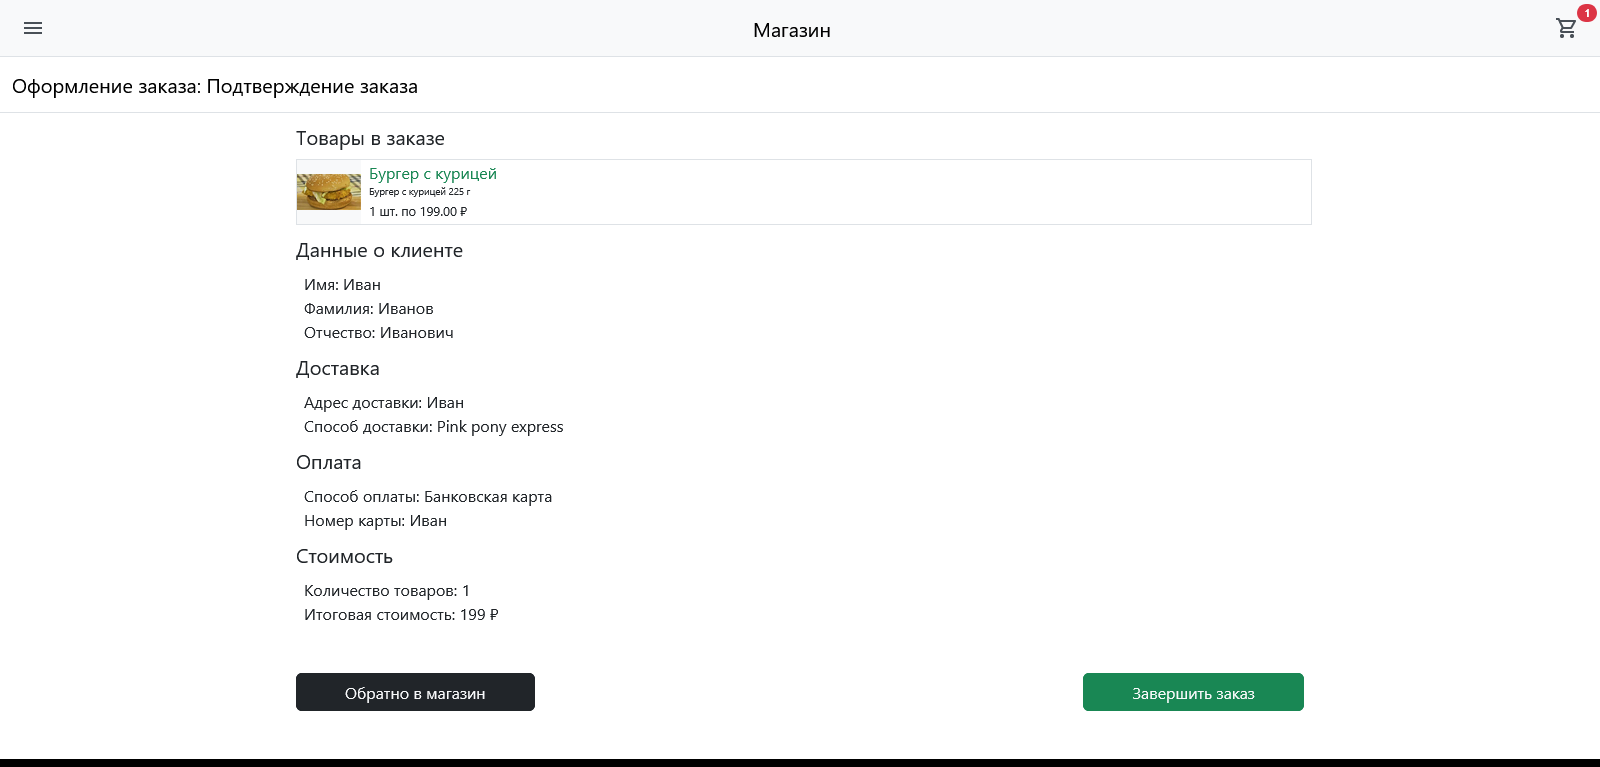 Магазин
1
Оформление заказа: Подтверждение заказа
Товары в заказе
Бургер с курицей
Бургер с курицей 225 г
1 шт. по 199.00 ₽
Данные о клиенте
Имя: Иван
Фамилия: Иванов
Отчество: Иванович
Доставка
Адрес доставки: Иван
Способ доставки: Pink pony express
Оплата
Способ оплаты: Банковская карта
Номер карты: Иван
Стоимость
Количество товаров: 1
Итоговая стоимость: 199 ₽
Обратно в магазин
Завершить заказ